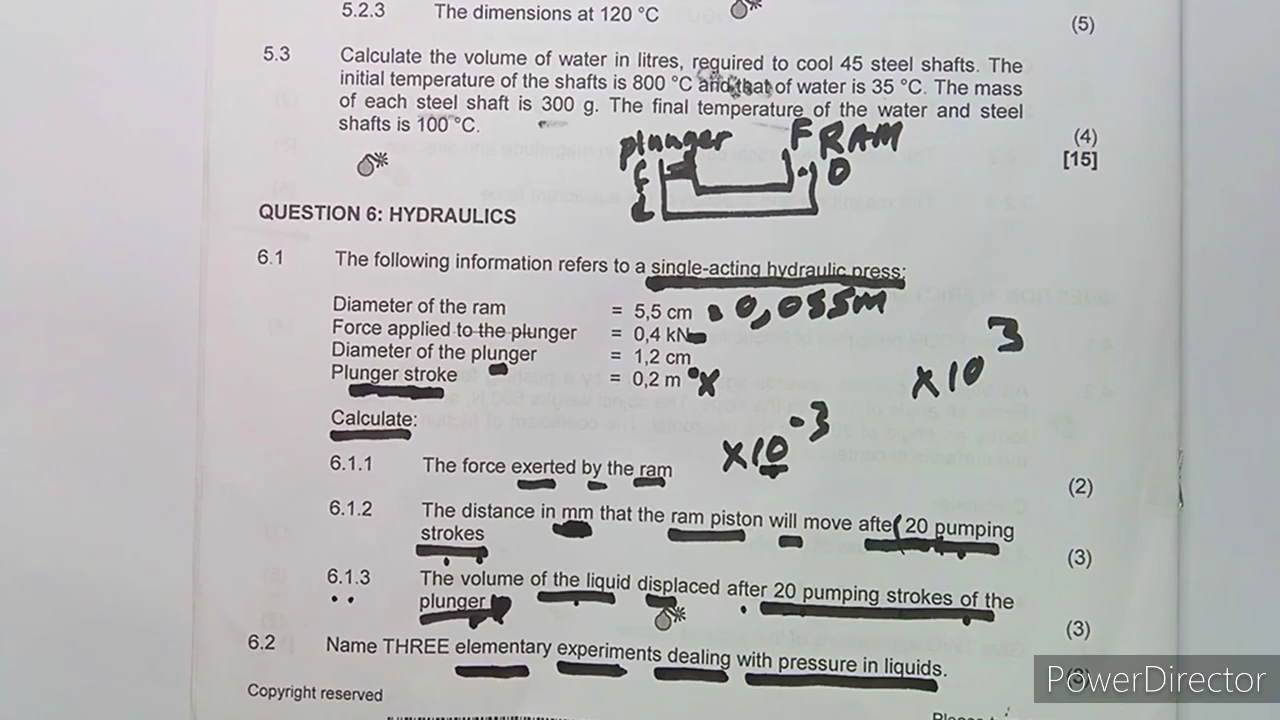 5.2.3 The dimensions at 120 °C (5)
5.3 Calculate the volume of water in litres, required to cool 45 steel shafts. The
initial temperature of the shafts is 800 °C and that of water is 35 °C. The mass
of each steel shaft is 300 g. The final temperature of the water and steel
shafts is 100 °C. (4)
[15]
plunger F RAM
f D
d
QUESTION 6: HYDRAULICS
6.1 The following information refers to a single-acting hydraulic press:
Diameter of the ram = 5,5 cm 0,055m
Force applied to the plunger = 0,4 kN
Diameter of the plunger = 1,2 cm
Plunger stroke = 0,2 m x
x10³
Calculate:
x10⁻³
6.1.1 The force exerted by the ram (2)
6.1.2 The distance in mm that the ram piston will move after 20 pumping
strokes (3)
6.1.3 The volume of the liquid displaced after 20 pumping strokes of the
plunger (3)
6.2 Name THREE elementary experiments dealing with pressure in liquids. (3)
Copyright reserved
PowerDirector